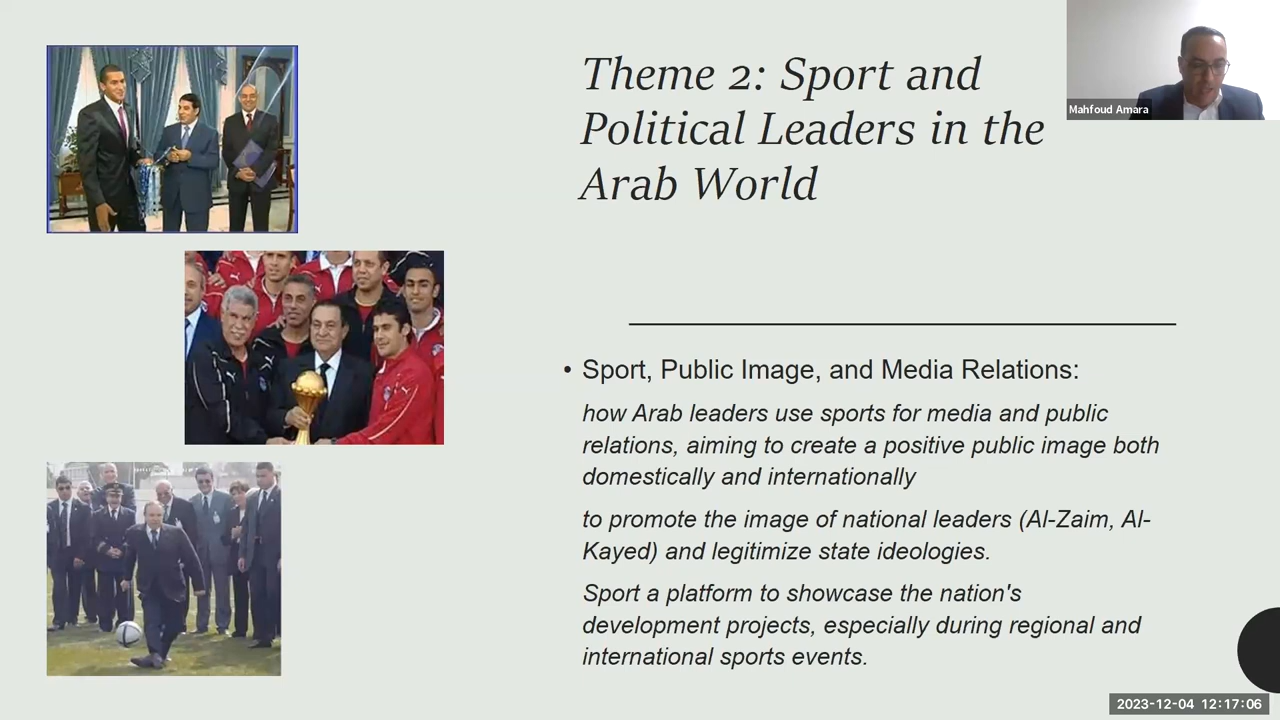 Theme 2: Sport and
Political Leaders in the
Arab World
Mahfoud Amara
• Sport, Public Image, and Media Relations:
how Arab leaders use sports for media and public
relations, aiming to create a positive public image both
domestically and internationally
to promote the image of national leaders (Al-Zaim, Al-
Kayed) and legitimize state ideologies.
Sport a platform to showcase the nation's
development projects, especially during regional and
international sports events.
2023-12-04 12:17:06